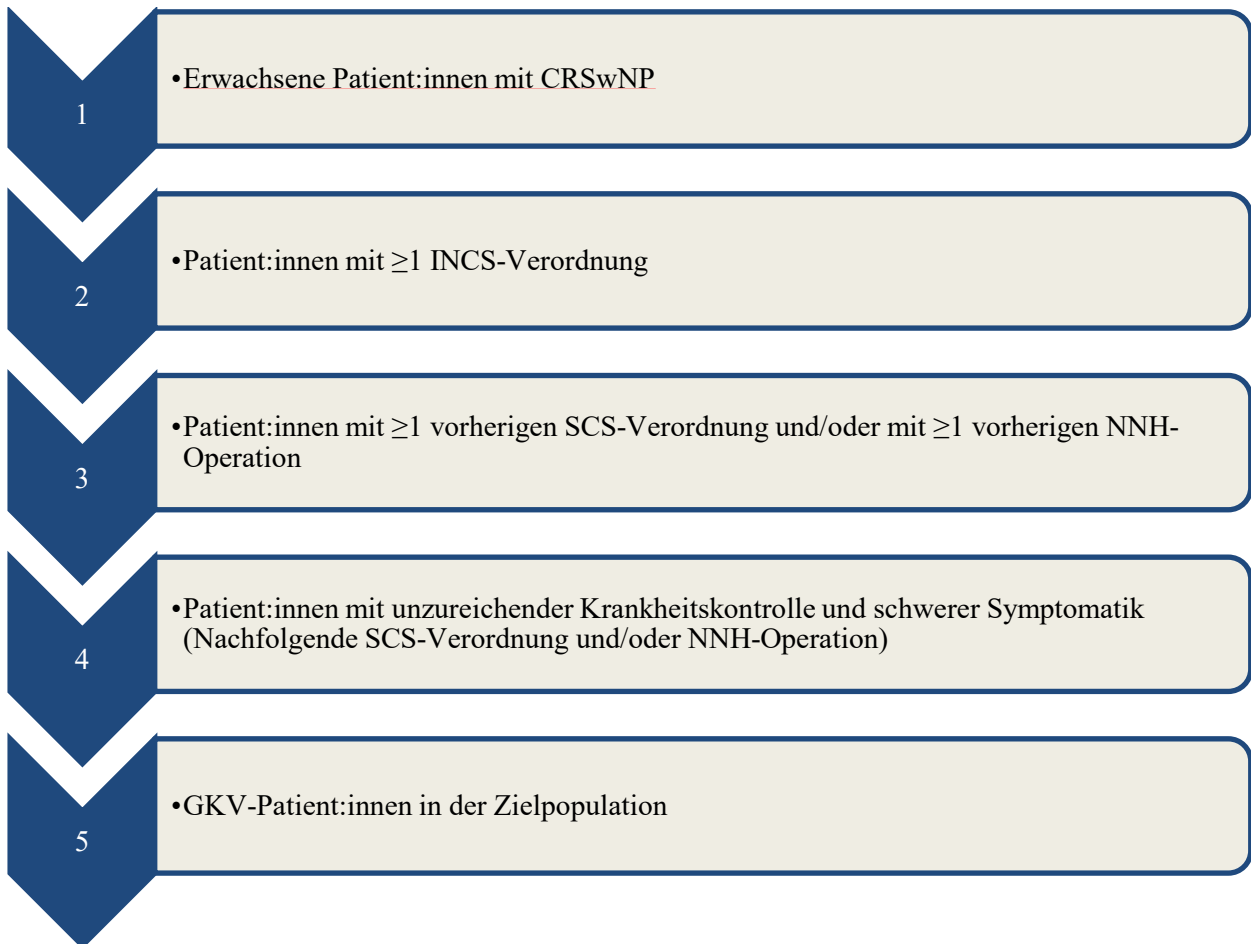 1
•Erwachsene Patient:innen mit CRSwNP
2
•Patient:innen mit ≥1 INCS-Verordnung
3
•Patient:innen mit ≥1 vorherigen SCS-Verordnung und/oder mit ≥1 vorherigen NNH-
Operation
4
•Patient:innen mit unzureichender Krankheitskontrolle und schwerer Symptomatik
(Nachfolgende SCS-Verordnung und/oder NNH-Operation)
5
•GKV-Patient:innen in der Zielpopulation